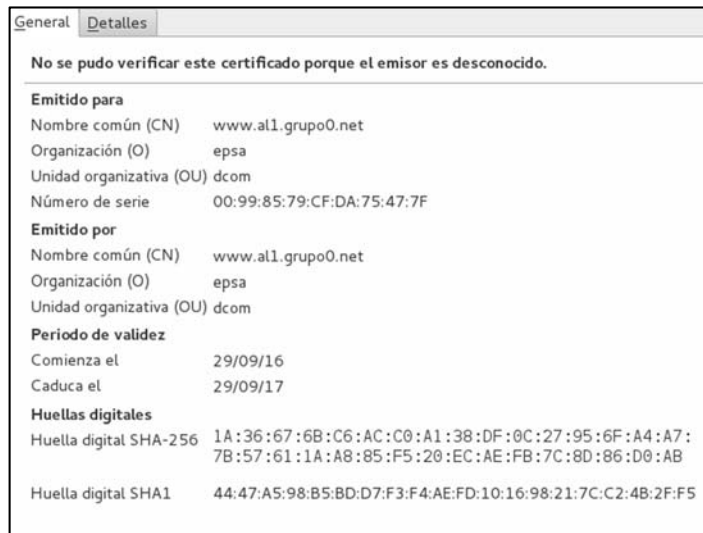 General Detalles
No se pudo verificar este certificado porque el emisor es desconocido.
Emitido para
Nombre común (CN) www.al1.grupo0.net
Organización (O) epsa
Unidad organizativa (OU) dcom
Número de serie 00:99:85:79:CF:DA:75:47:7F
Emitido por
Nombre común (CN) www.al1.grupo0.net
Organización (O) epsa
Unidad organizativa (OU) dcom
Periodo de validez
Comienza el 29/09/16
Caduca el 29/09/17
Huellas digitales
Huella digital SHA-256 1A:36:67:6B:C6:AC:C0:A1:38:DF:0C:27:95:6F:A4:A7:
7B:57:61:1A:A8:85:F5:20:EC:AE:FB:7C:8D:86:D0:AB
Huella digital SHA1 44:47:A5:98:B5:BD:D7:F3:F4:AE:FD:10:16:98:21:7C:C2:4B:2F:F5